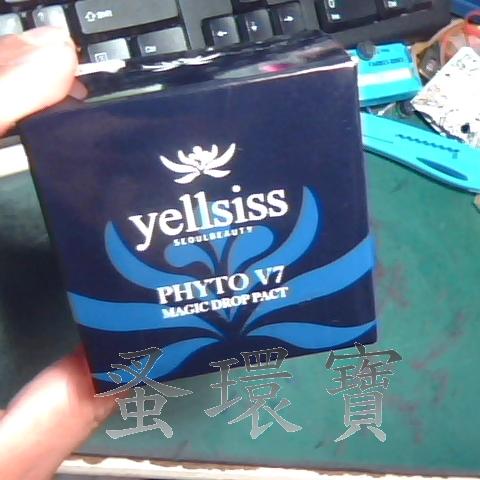 yellsiss
SEOULBEAUTY
PHYTO V7
MAGIC DROP PACT
蚤環寶